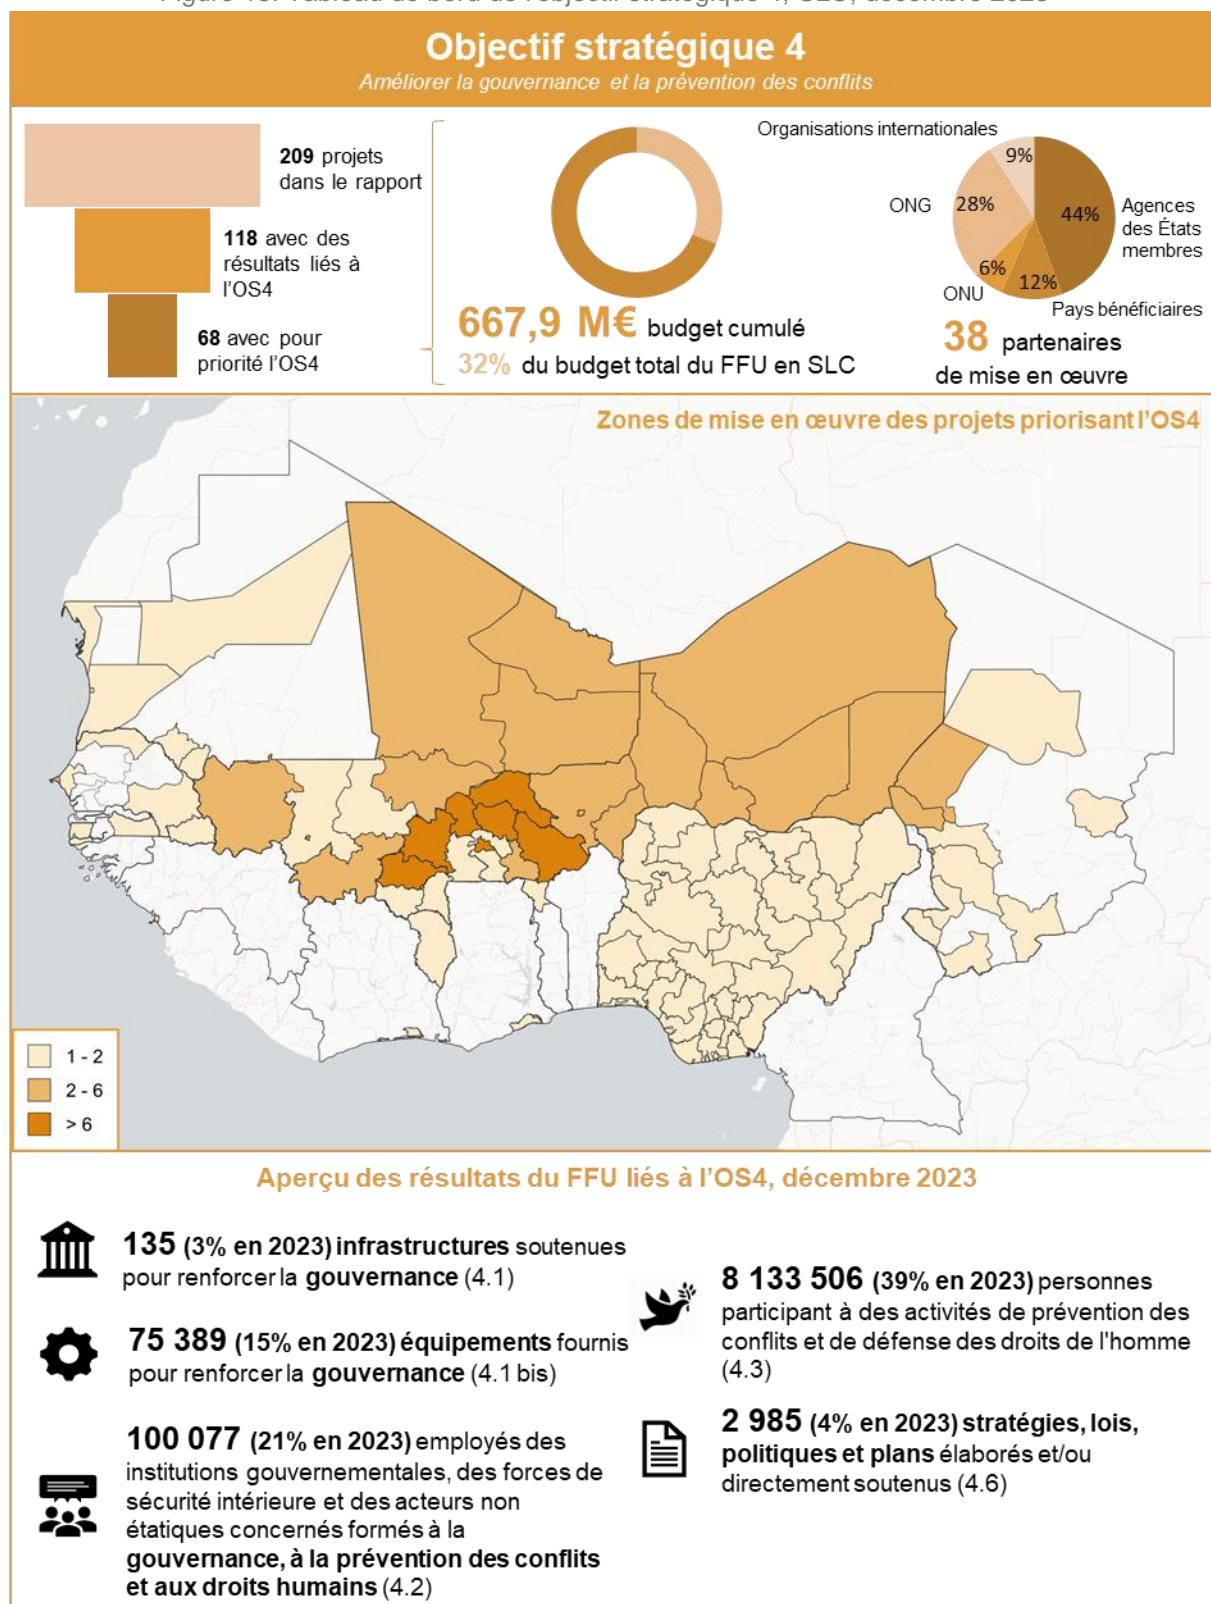 Objectif stratégique 4
Améliorer la gouvernance et la prévention des conflits
209 projets
dans le rapport
118 avec des
résultats liés à
l'OS4
68 avec pour
priorité l'OS4
667,9 M€ budget cumulé
32% du budget total du FFU en SLC
Organisations internationales
9%
ONG
28%
44%
Agences
des États
membres
6%
ONU
12%
Pays bénéficiaires
38 partenaires
de mise en œuvre
Zones de mise en œuvre des projets priorisant l'OS4
1 - 2
2 - 6
> 6
Aperçu des résultats du FFU liés à l'OS4, décembre 2023
135 (3% en 2023) infrastructures soutenues
pour renforcer la gouvernance (4.1)
75 389 (15% en 2023) équipements fournis
pour renforcer la gouvernance (4.1 bis)
100 077 (21% en 2023) employés des
institutions gouvernementales, des forces de
sécurité intérieure et des acteurs non
étatiques concernés formés à la
gouvernance, à la prévention des conflits
et aux droits humains (4.2)
8 133 506 (39% en 2023) personnes
participant à des activités de prévention des
conflits et de défense des droits de l'homme
(4.3)
2 985 (4% en 2023) stratégies, lois,
politiques et plans élaborés et/ou
directement soutenus (4.6)